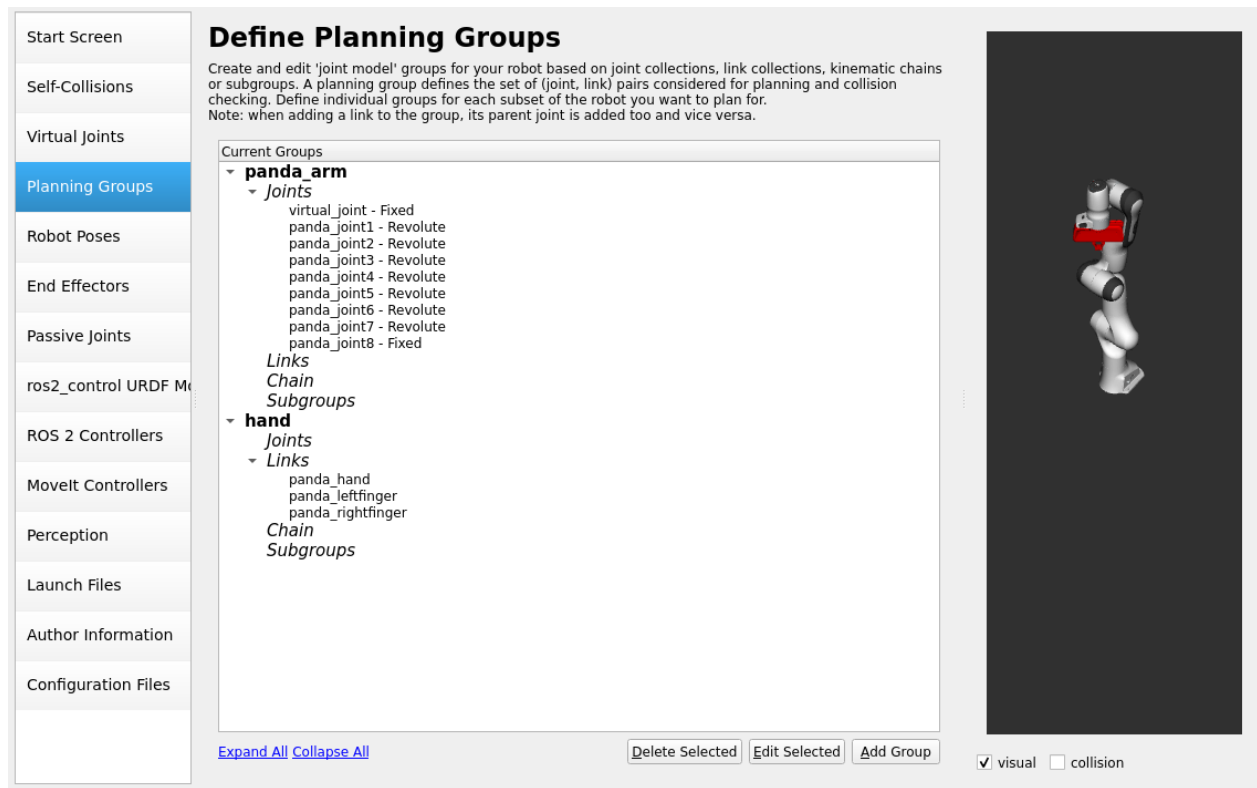 Start Screen
Self-Collisions
Virtual Joints
Planning Groups
Robot Poses
End Effectors
Passive Joints
ros2_control URDF Mo
ROS 2 Controllers
MoveIt Controllers
Perception
Launch Files
Author Information
Configuration Files
Define Planning Groups
Create and edit 'joint model' groups for your robot based on joint collections, link collections, kinematic chains
or subgroups. A planning group defines the set of (joint, link) pairs considered for planning and collision
checking. Define individual groups for each subset of the robot you want to plan for.
Note: when adding a link to the group, its parent joint is added too and vice versa.
Current Groups
panda_arm
Joints
virtual_joint - Fixed
panda_joint1 - Revolute
panda_joint2 - Revolute
panda_joint3 - Revolute
panda_joint4 - Revolute
panda_joint5 - Revolute
panda_joint6 - Revolute
panda_joint7 - Revolute
panda_joint8 - Fixed
Links
Chain
Subgroups
hand
Joints
Links
panda_hand
panda_leftfinger
panda_rightfinger
Chain
Subgroups
Expand All Collapse All
Delete Selected
Edit Selected
Add Group
visual
collision